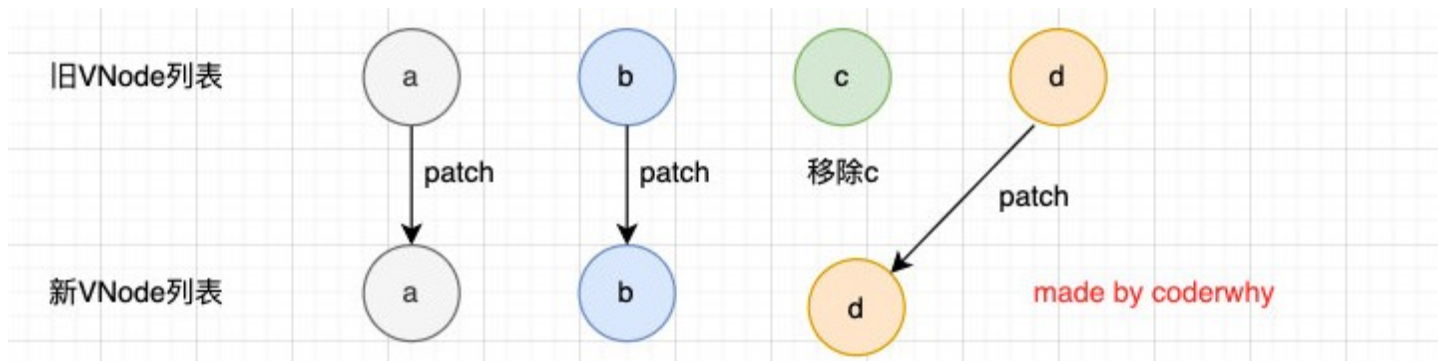 旧VNode列表 a b c d
patch patch 移除c patch
新VNode列表 a b d made by coderwhy